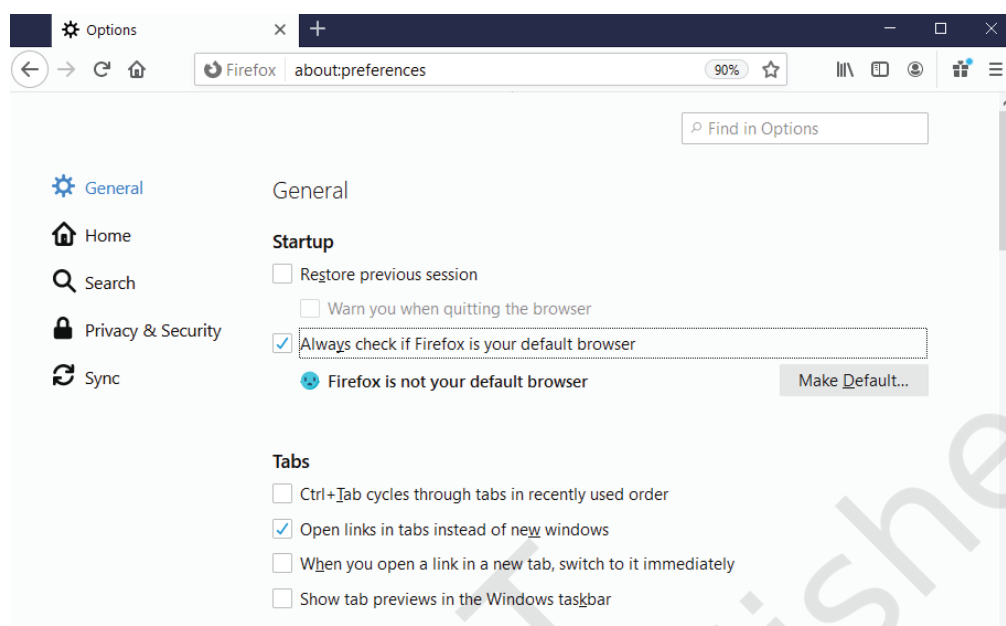 Options
Firefox about:preferences 90%
Find in Options
General
Home
Search
Privacy & Security
Sync
General
Startup
Restore previous session
Warn you when quitting the browser
Always check if Firefox is your default browser
Firefox is not your default browser
Make Default...
Tabs
Ctrl+Tab cycles through tabs in recently used order
Open links in tabs instead of new windows
When you open a link in a new tab, switch to it immediately
Show tab previews in the Windows taskbar